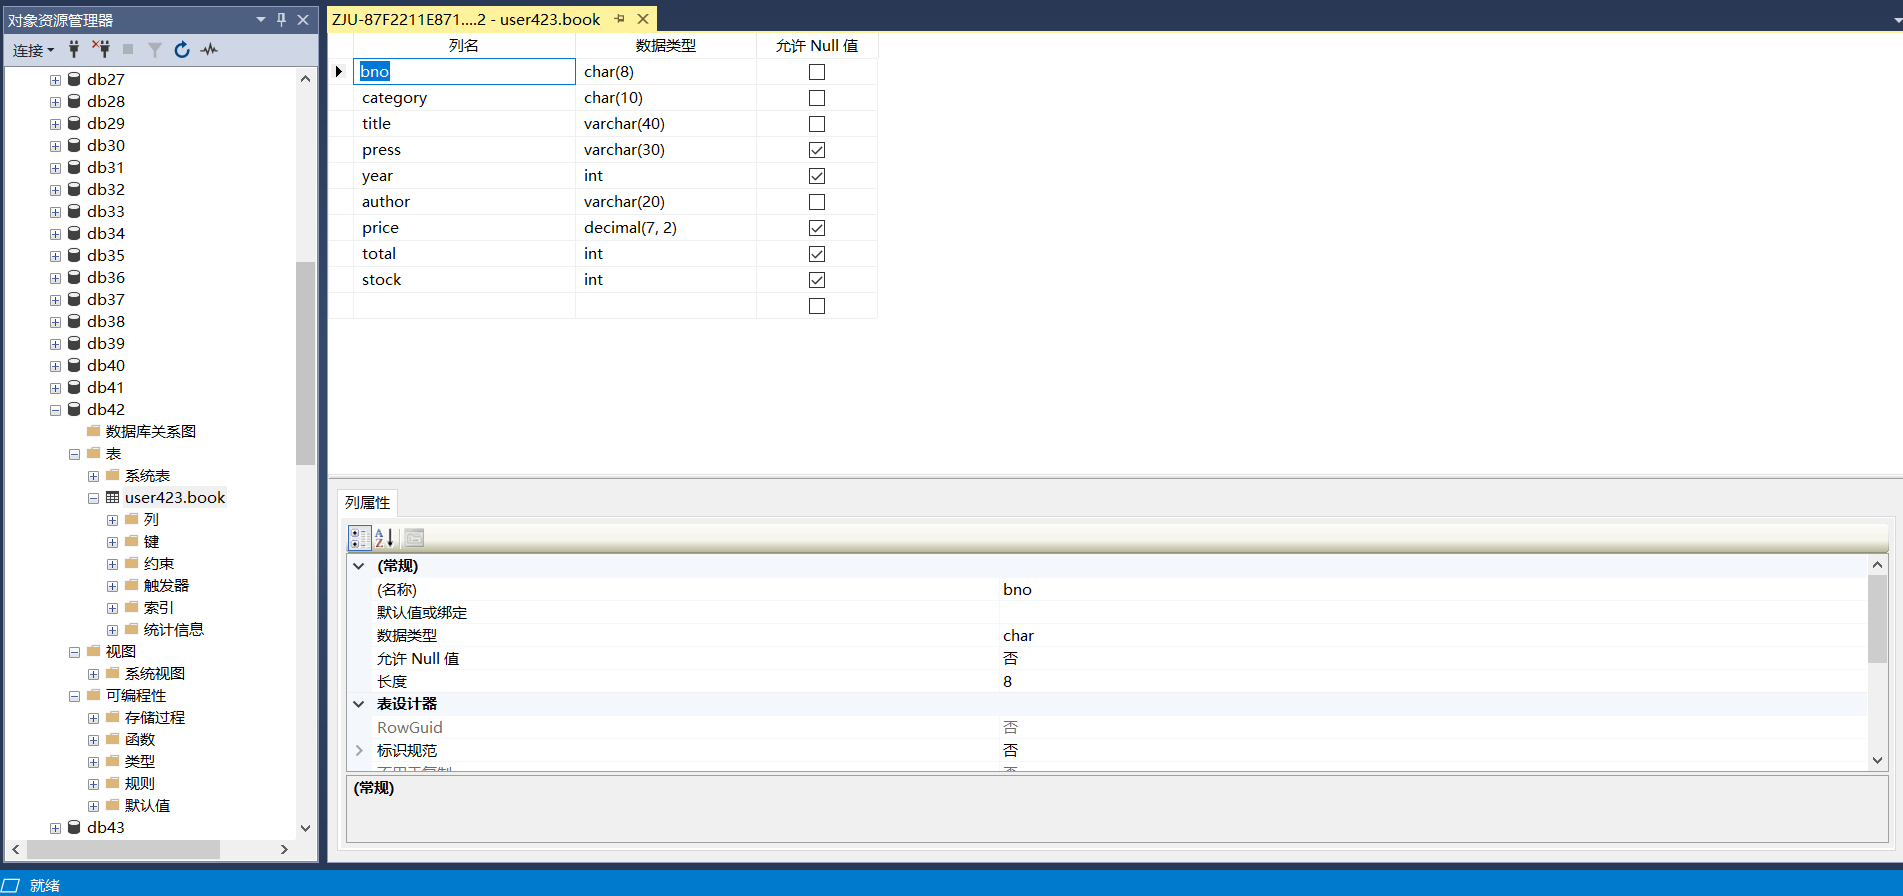 对象资源管理器
连接
db27
db28
db29
db30
db31
db32
db33
db34
db35
db36
db37
db38
db39
db40
db41
db42
数据库关系图
表
系统表
user423.book
列
键
约束
触发器
索引
统计信息
视图
系统视图
可编程性
存储过程
函数
类型
规则
默认值
db43
ZJU-87F2211E871....2 - user423.book
列名 数据类型 允许 Null 值
bno char(8)
category char(10)
title varchar(40)
press varchar(30)
year int
author varchar(20)
price decimal(7, 2)
total int
stock int
列属性
(常规)
(名称) bno
默认值或绑定
数据类型 char
允许 Null 值 否
长度 8
表设计器
RowGuid 否
标识规范 否
不用于复制 否
(常规)
就绪